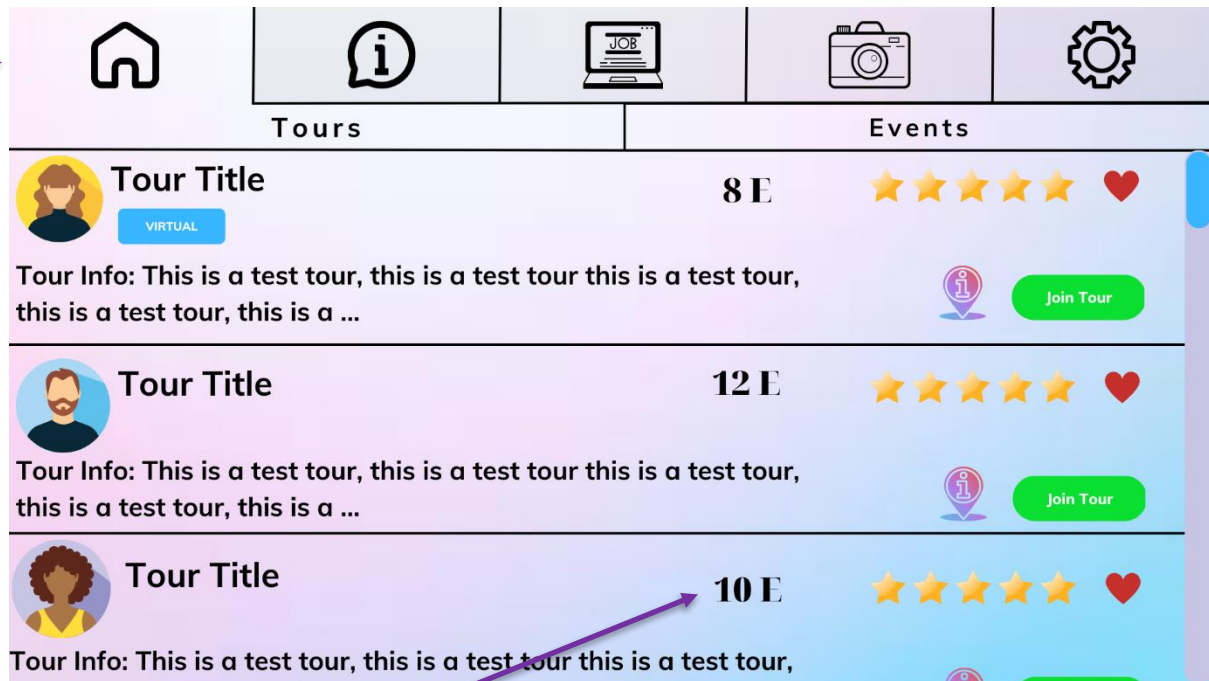 JOB
Tours
Events
Tour Title
8 E
VIRTUAL
Tour Info: This is a test tour, this is a test tour this is a test tour,
this is a test tour, this is a ...
Join Tour
Tour Title
12 E
Tour Info: This is a test tour, this is a test tour this is a test tour,
this is a test tour, this is a ...
Join Tour
Tour Title
10 E
Tour Info: This is a test tour, this is a test tour this is a test tour,